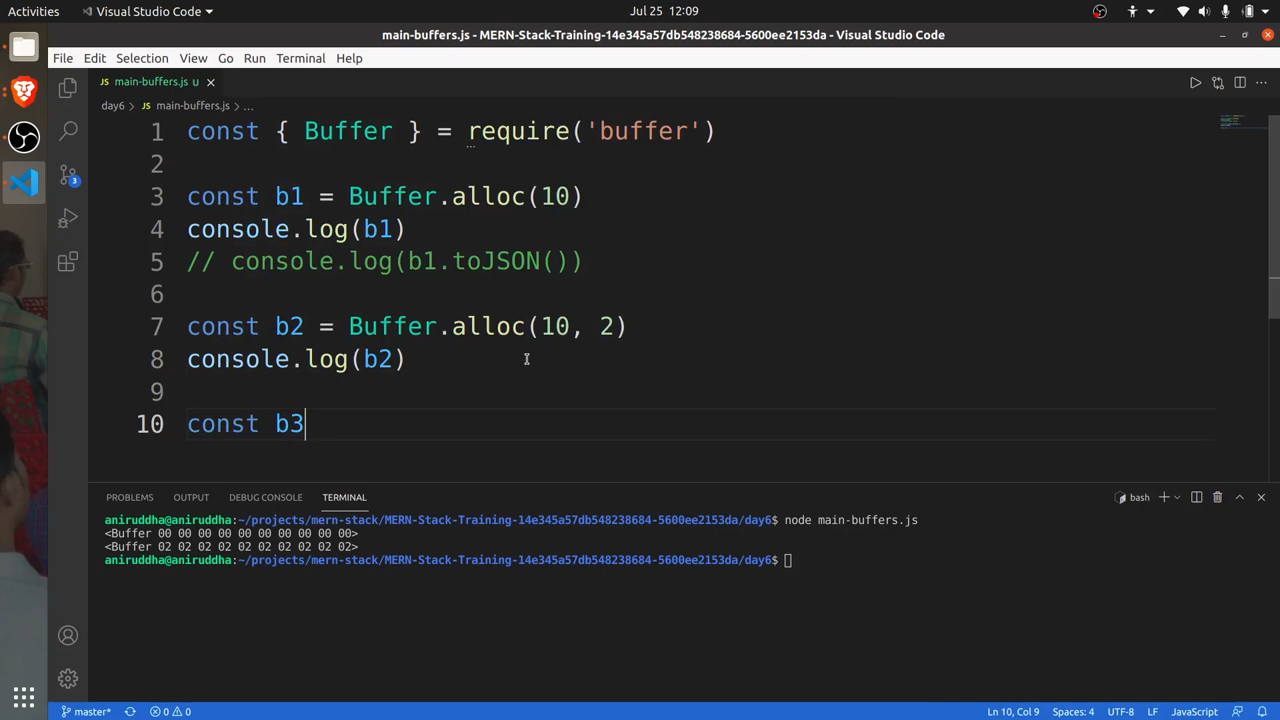 Activities Visual Studio Code Jul 25 12:09
main-buffers.js - MERN-Stack-Training-14e345a57db548238684-5600ee2153da - Visual Studio Code
File Edit Selection View Go Run Terminal Help
JS main-buffers.js U
day6 > JS main-buffers.js > ...
1 const { Buffer } = require('buffer')
2
3 const b1 = Buffer.alloc(10)
4 console.log(b1)
5 // console.log(b1.toJSON())
6
7 const b2 = Buffer.alloc(10, 2)
8 console.log(b2)
9
10 const b3
3
PROBLEMS OUTPUT DEBUG CONSOLE TERMINAL bash
aniruddha@aniruddha:~/projects/mern-stack/MERN-Stack-Training-14e345a57db548238684-5600ee2153da/day6$ node main-buffers.js
<Buffer 00 00 00 00 00 00 00 00 00 00>
<Buffer 02 02 02 02 02 02 02 02 02 02>
aniruddha@aniruddha:~/projects/mern-stack/MERN-Stack-Training-14e345a57db548238684-5600ee2153da/day6$
master* 0 0 Ln 10, Col 9 Spaces: 4 UTF-8 LF JavaScript